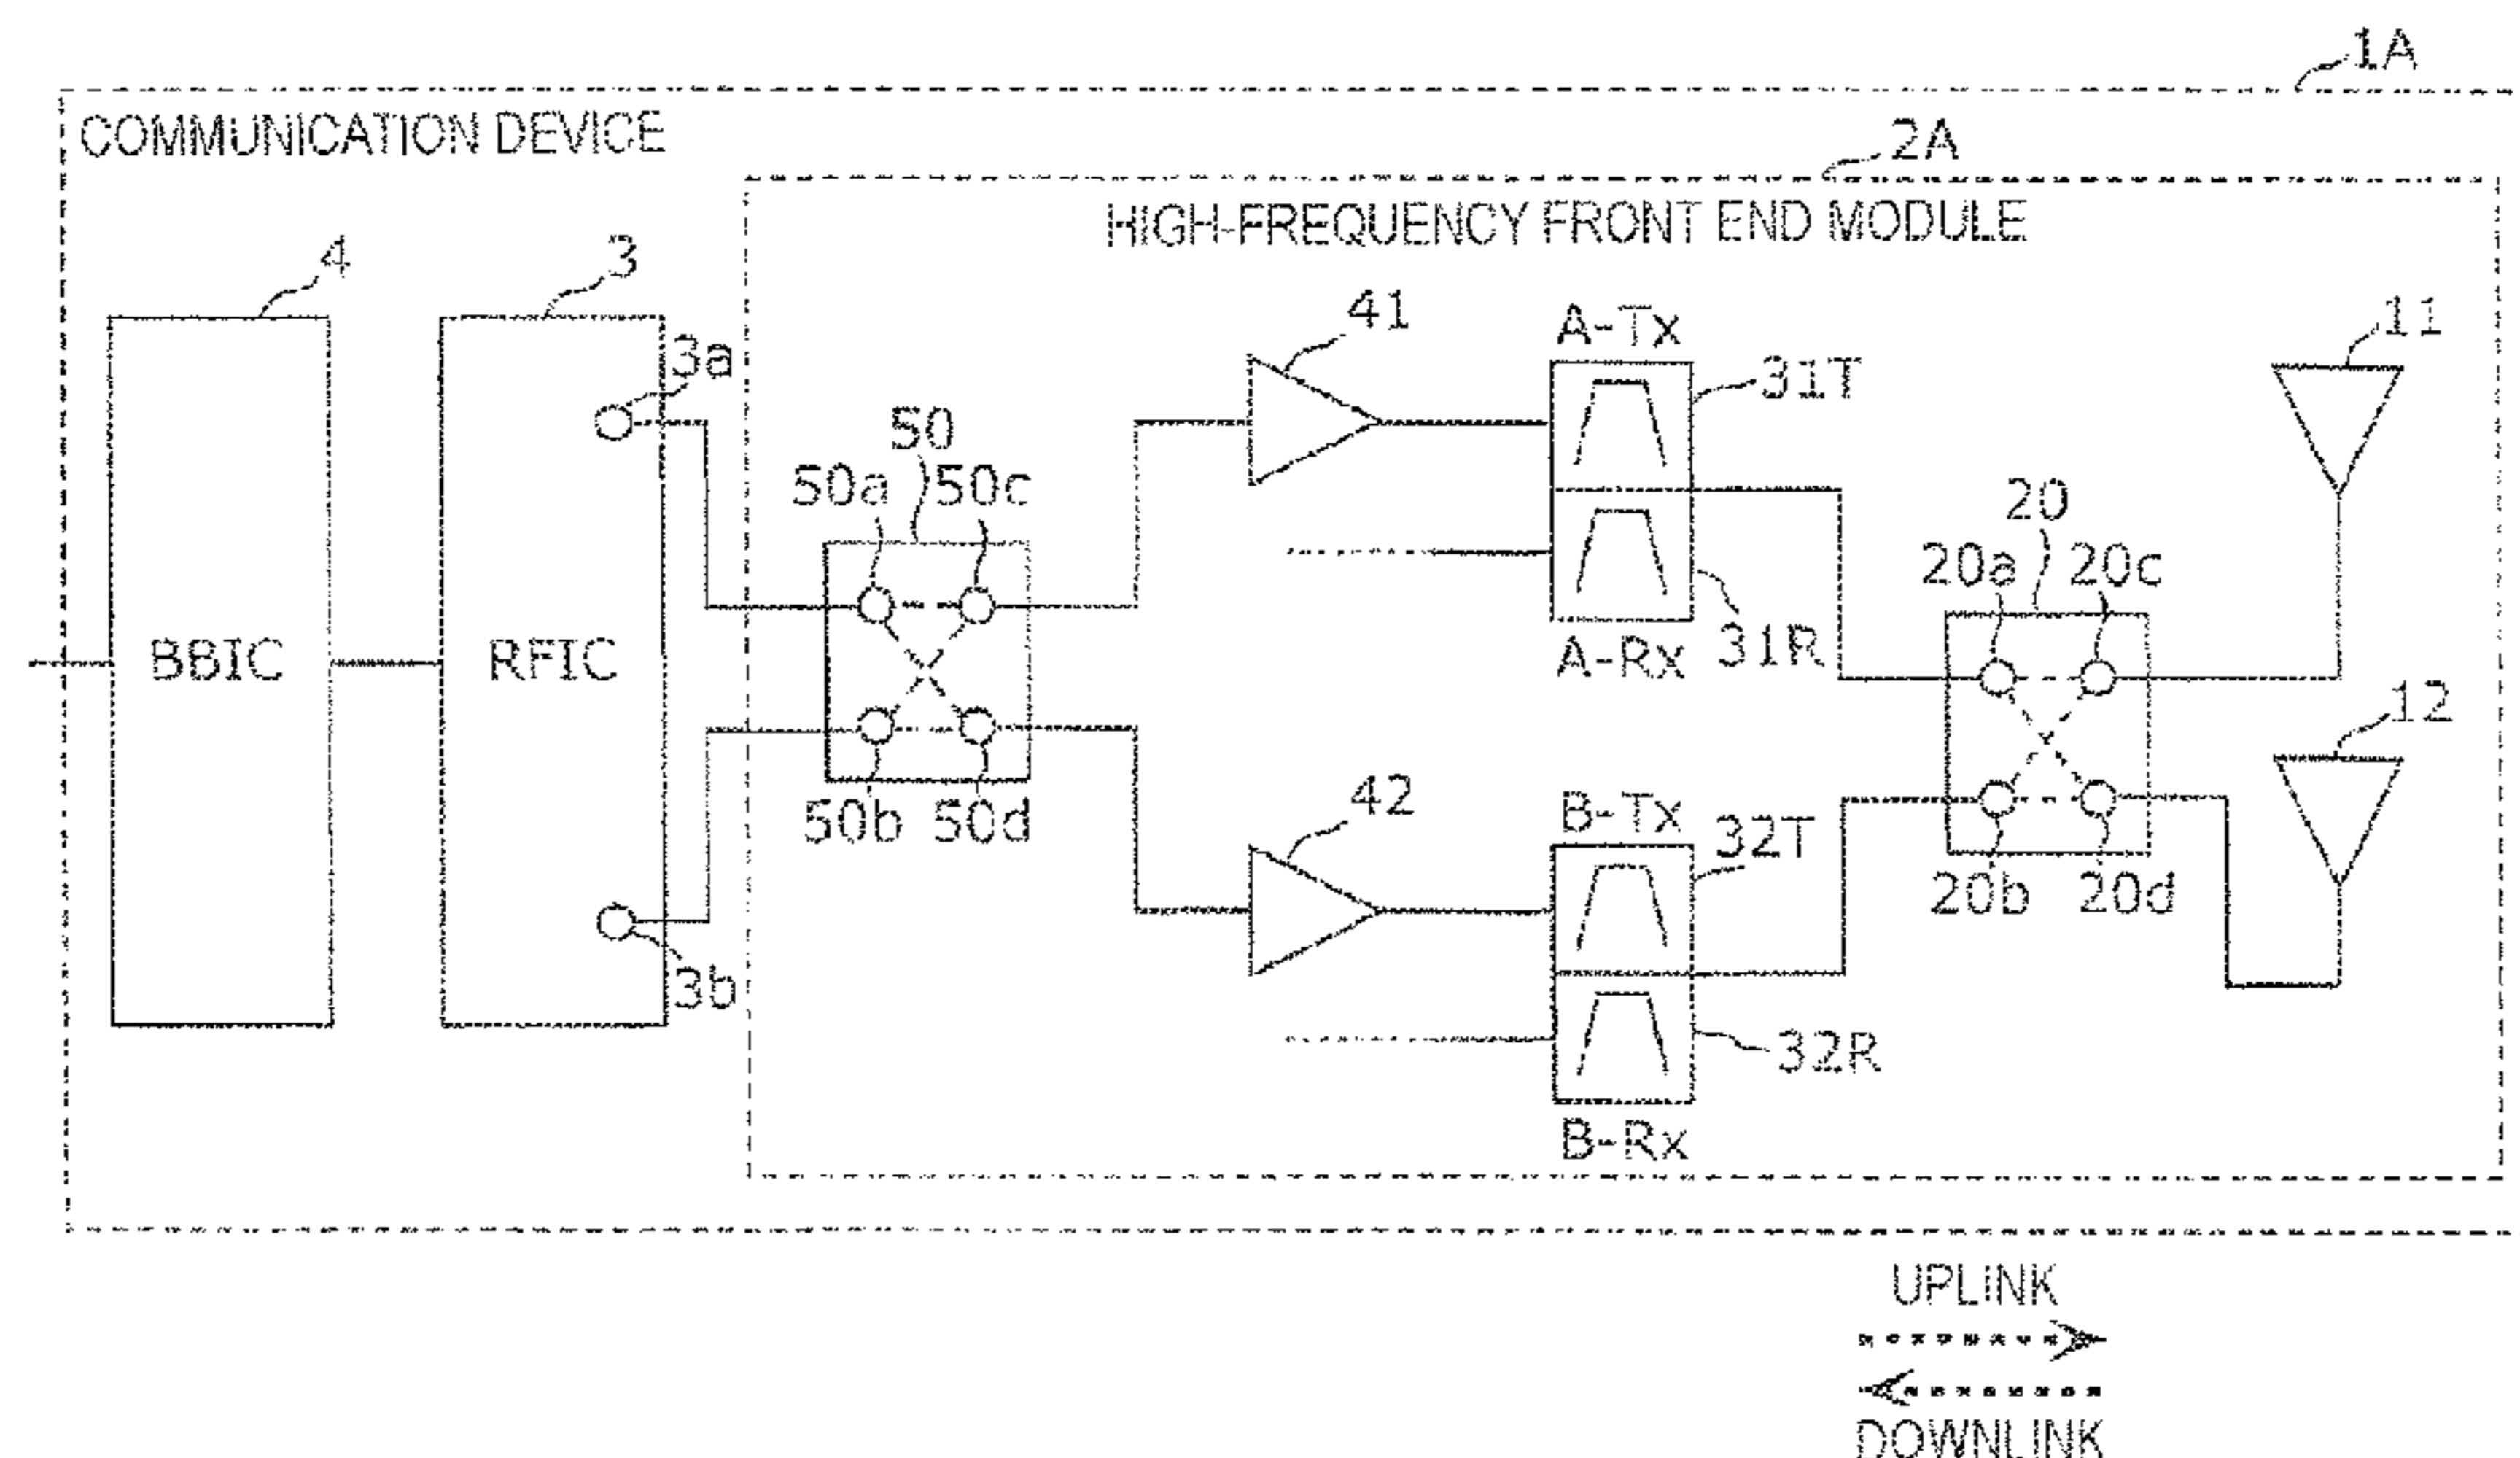 1A
COMMUNICATION DEVICE
2A
HIGH-FREQUENCY FRONT END MODULE
4
3
41
A-Tx
11
3a
31T
50
50a
50c
20
20a
20c
BBIC
RFIC
A-Rx
31R
12
50b
50d
42
B-Tx
32T
20b
20d
3b
32R
B-Rx
UPLINK
DOWNLINK